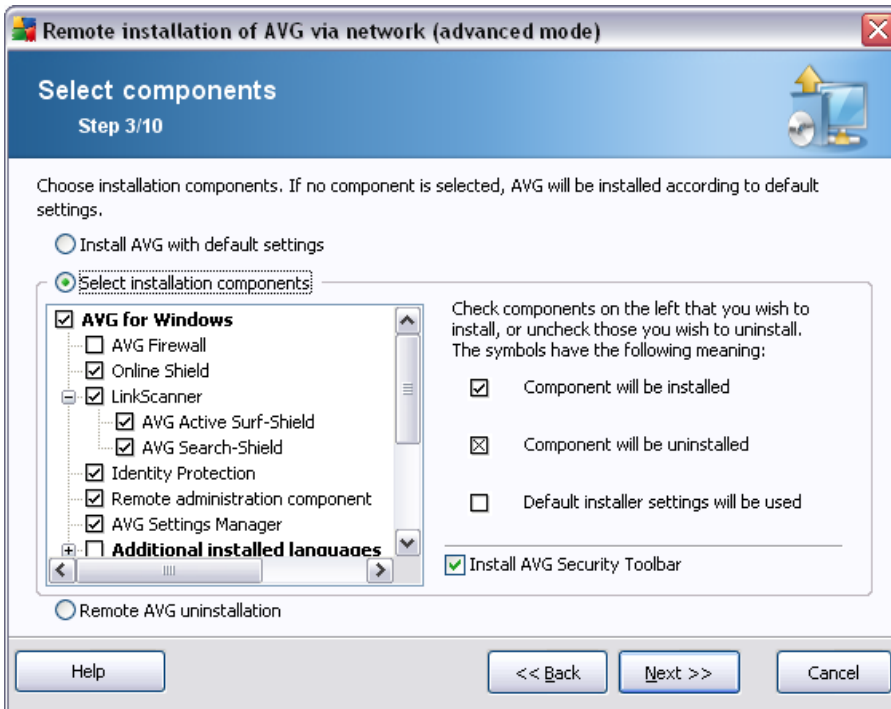 Remote installation of AVG via network (advanced mode)
Select components
Step 3/10
Choose installation components. If no component is selected, AVG will be installed according to default
settings.
Install AVG with default settings
Select installation components
AVG for Windows
AVG Firewall
Online Shield
LinkScanner
AVG Active Surf-Shield
AVG Search-Shield
Identity Protection
Remote administration component
AVG Settings Manager
Additional installed languages
Check components on the left that you wish to
install, or uncheck those you wish to uninstall.
The symbols have the following meaning:
Component will be installed
Component will be uninstalled
Default installer settings will be used
Install AVG Security Toolbar
Remote AVG uninstallation
Help
<< Back
Next >>
Cancel